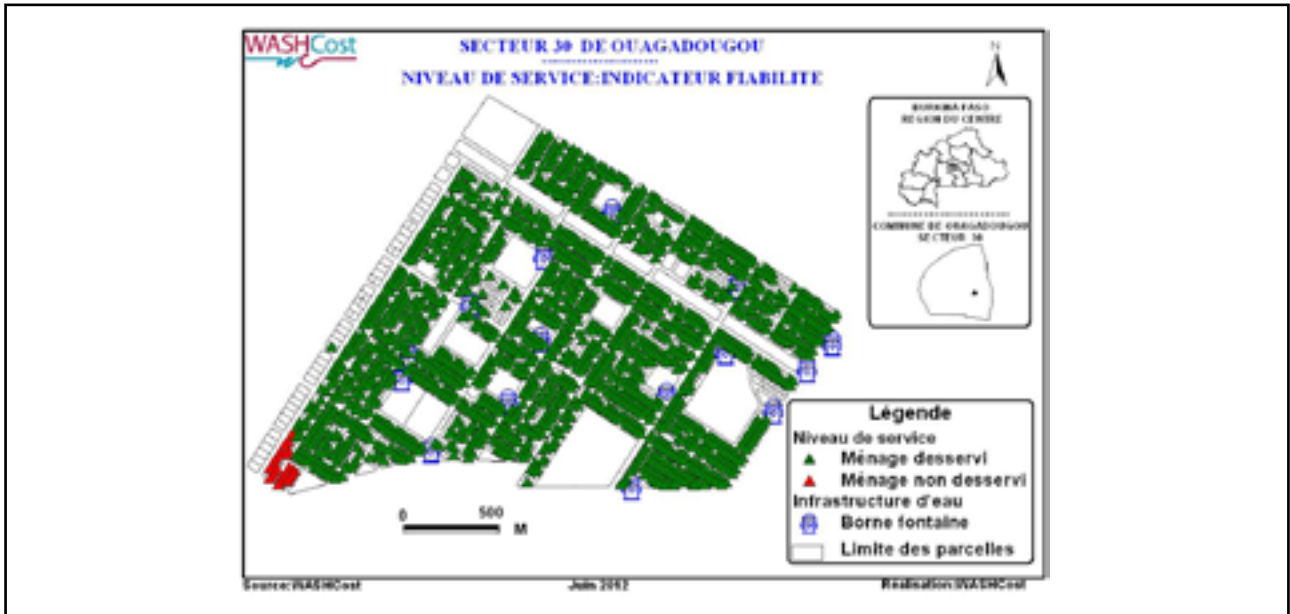 WASHCost
SECTEUR 30 DE OUAGADOUGOU
NIVEAU DE SERVICE:INDICATEUR FIABILITE
N
BURKINA FASO
REGION DU CENTRE
COMMUNE DE OUAGADOUGOU
SECTEUR 30
Légende
Niveau de service
Ménage desservi
Ménage non desservi
Infrastructure d'eau
Borne fontaine
Limite des parcelles
0 500 M
Source:WASHCost Juin 2012 Réalisation:WASHCost